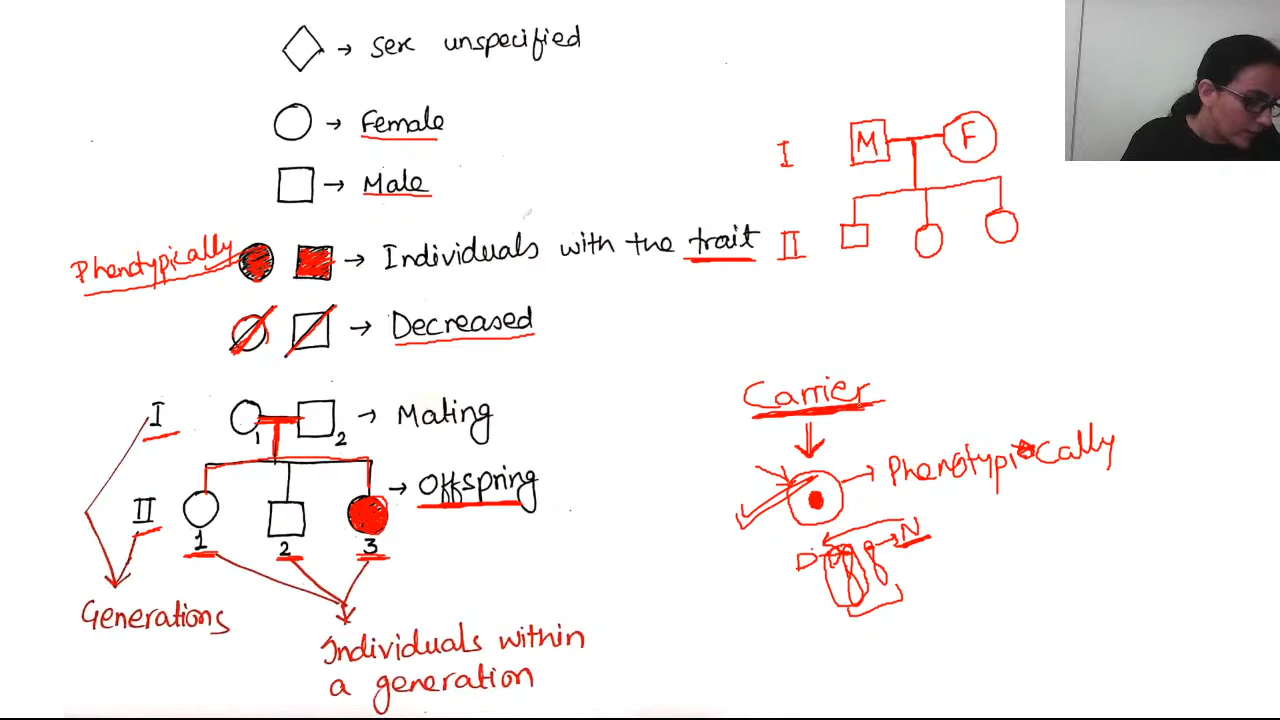 sex unspecified
Female
Male
Phenotypically
Individuals with the trait
Decreased
I
1
2
Mating
II
1
2
3
Offspring
Generations
Individuals within
a generation
I
M
F
II
Carrier
Phenotypically
D
N